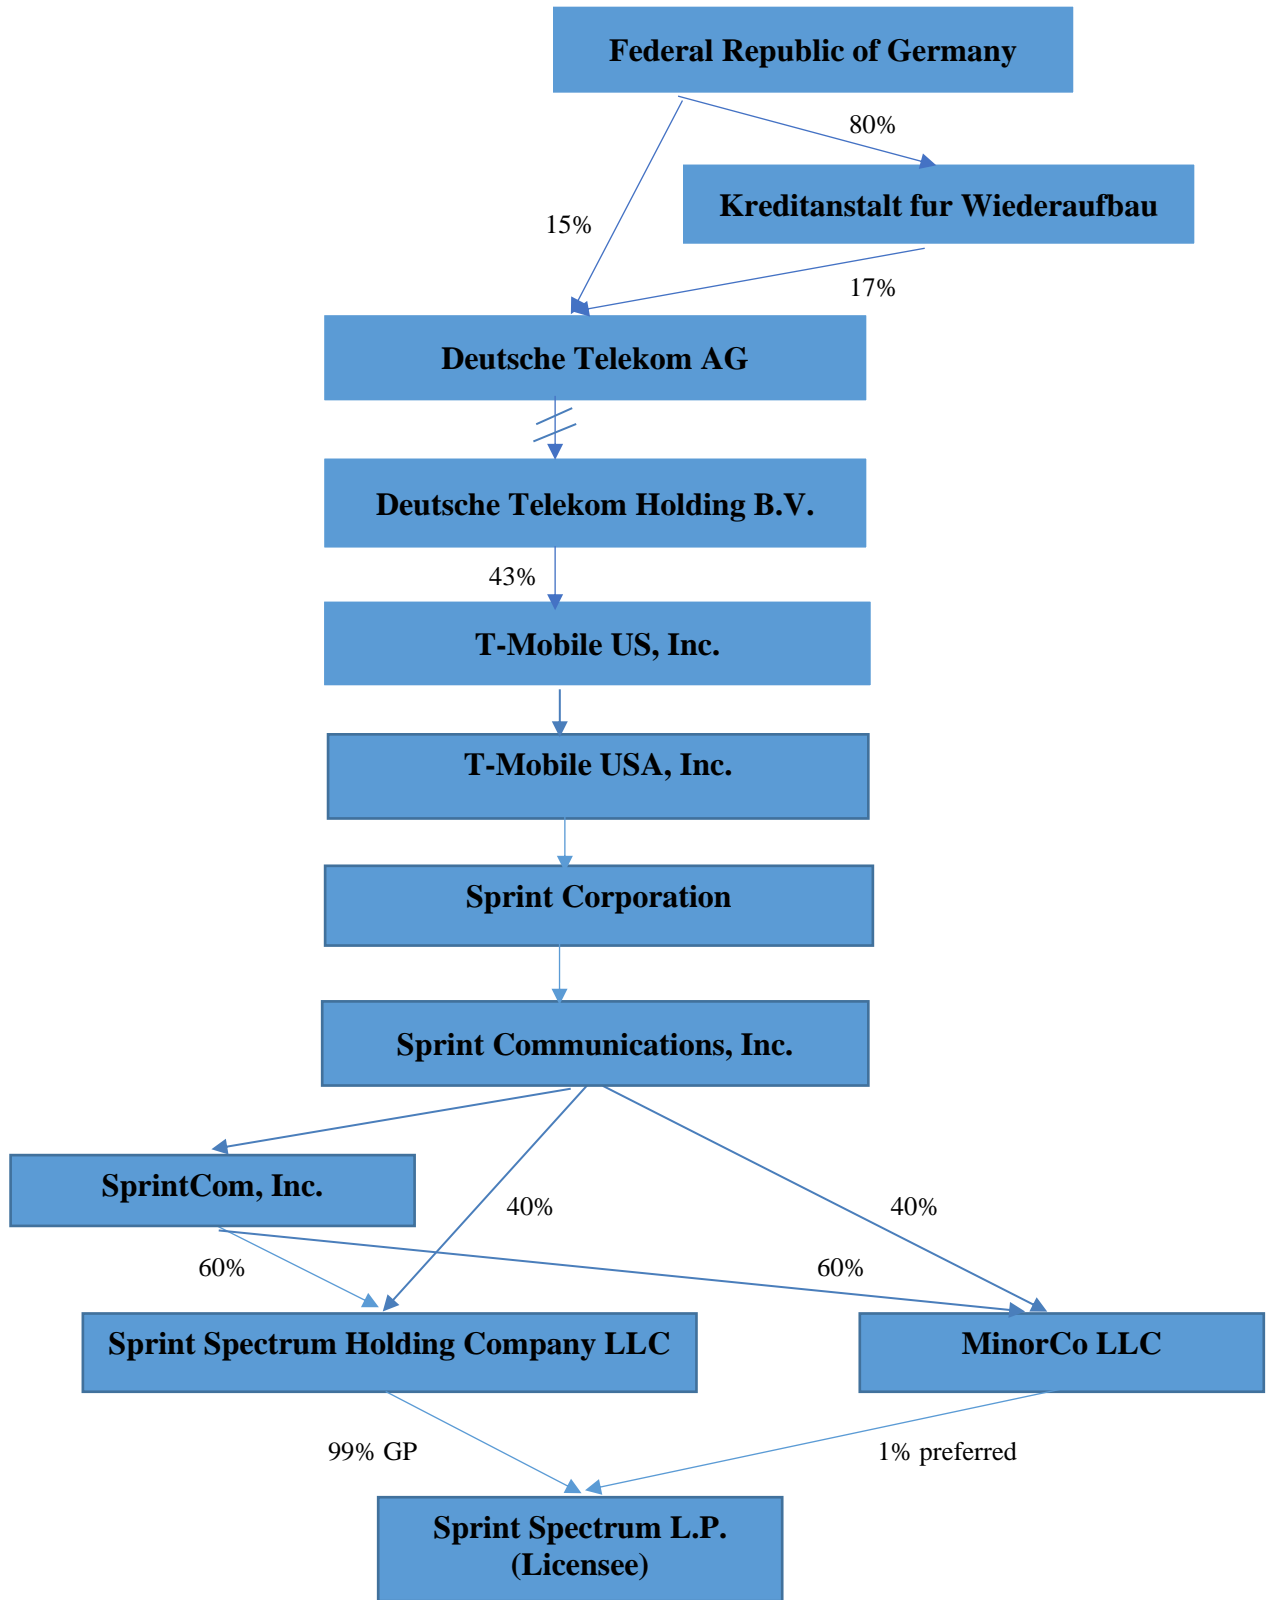 Federal Republic of Germany
80%
Kreditanstalt fur Wiederaufbau
15%
17%
Deutsche Telekom AG
Deutsche Telekom Holding B.V.
43%
T-Mobile US, Inc.
T-Mobile USA, Inc.
Sprint Corporation
Sprint Communications, Inc.
SprintCom, Inc.
40%
40%
60%
60%
Sprint Spectrum Holding Company LLC
MinorCo LLC
99% GP
1% preferred
Sprint Spectrum L.P.
(Licensee)